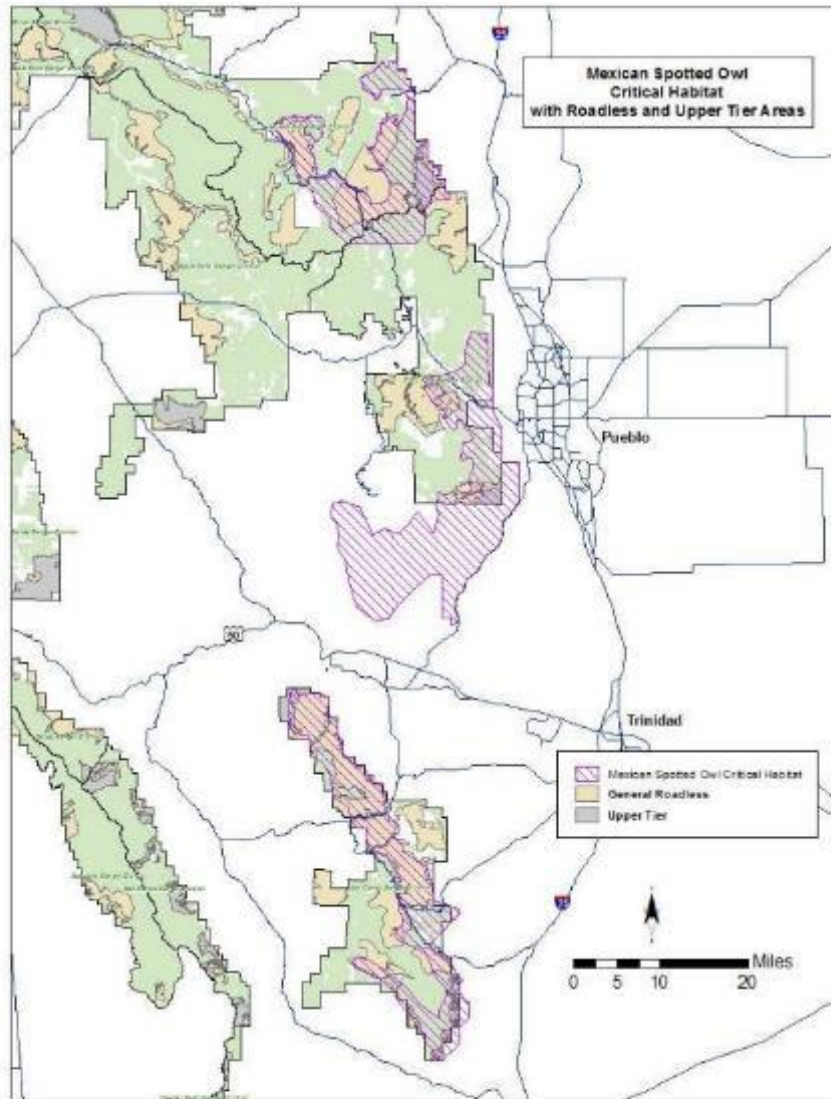 Mexican Spotted Owl
Critical Habitat
with Roadless and Upper Tier Areas
Pueblo
50
Trinidad
Mexican Spotted Owl Critical Habitat
General Roadless
Upper Tier
Miles
0 5 10 20